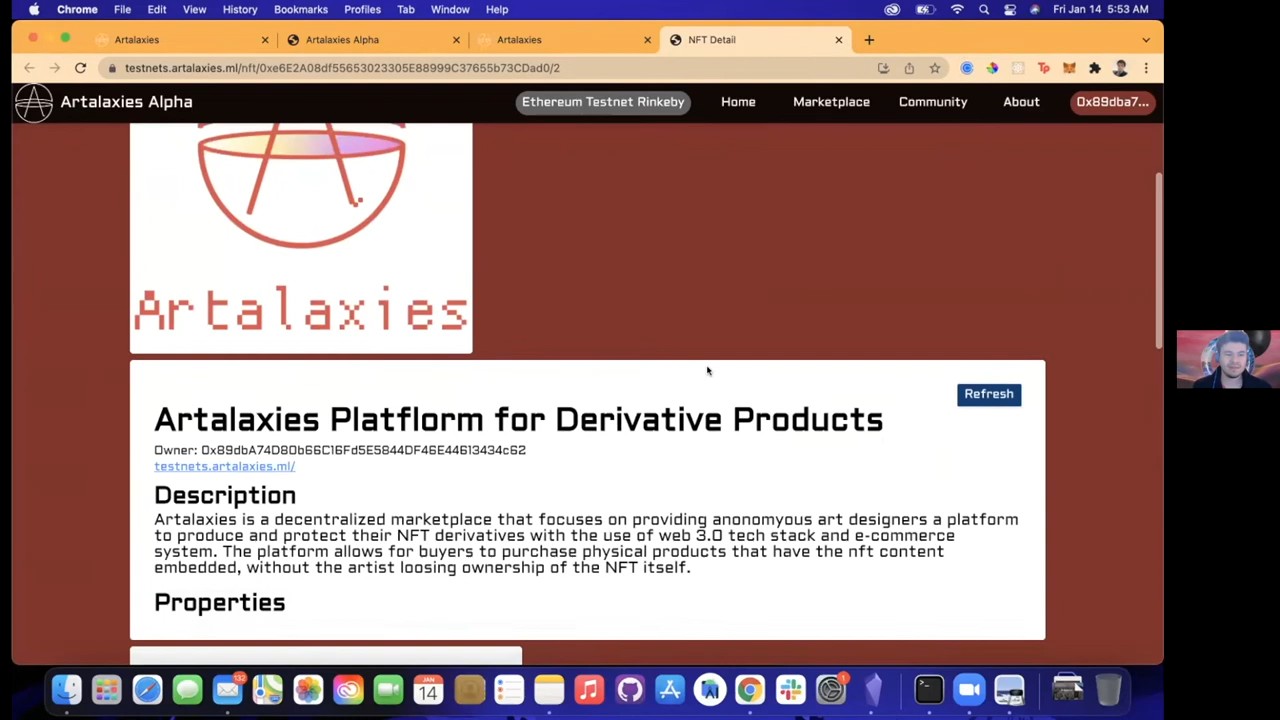 Chrome File Edit View History Bookmarks Profiles Tab Window Help Fri Jan 14 5:53 AM
Artalaxies Artalaxies Alpha Artalaxies NFT Detail
testnets.artalaxies.ml/nft/0xe6E2A08df55653023305E88999C37655b73CDad0/2
Artalaxies Alpha Ethereum Testnet Rinkeby Home Marketplace Community About 0x89dba7...
Artalaxies
Refresh
Artalaxies Platflorm for Derivative Products
Owner: 0x89dbA74D80b66C16Fd5E5844DF46E44613434c62
testnets.artalaxies.ml/
Description
Artalaxies is a decentralized marketplace that focuses on providing anonomyous art designers a platform
to produce and protect their NFT derivatives with the use of web 3.0 tech stack and e-commerce
system. The platform allows for buyers to purchase physical products that have the nft content
embedded, without the artist loosing ownership of the NFT itself.
Properties
132
JAN
14
1